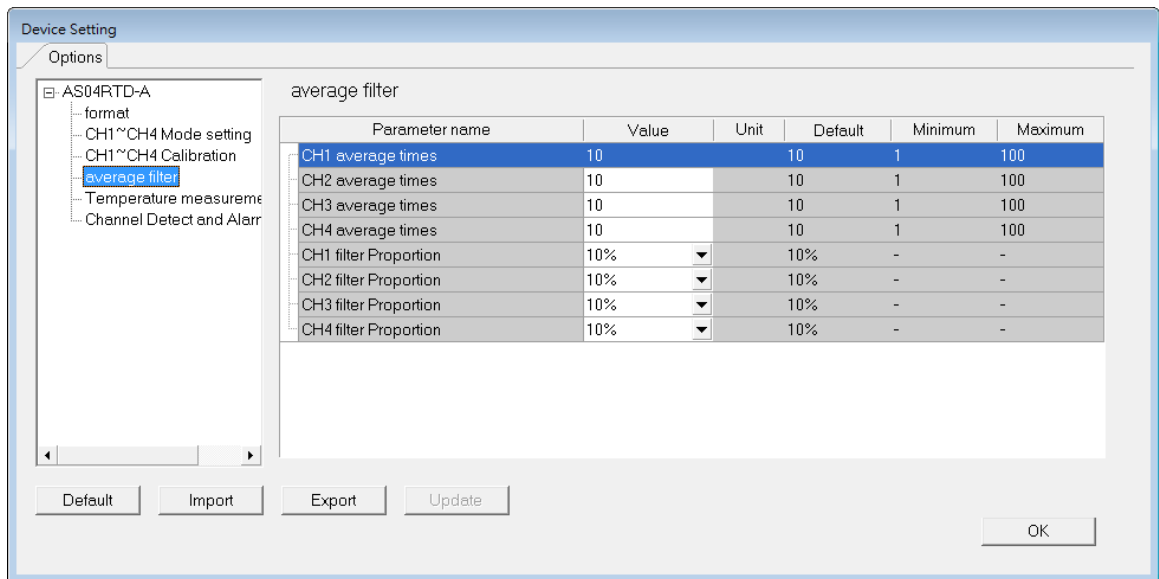 Device Setting
Options
AS04RTD-A
format
CH1~CH4 Mode setting
CH1~CH4 Calibration
average filter
Temperature measureme
Channel Detect and Alarr
average filter
Parameter name Value Unit Default Minimum Maximum
CH1 average times 10 10 1 100
CH2 average times 10 10 1 100
CH3 average times 10 10 1 100
CH4 average times 10 10 1 100
CH1 filter Proportion 10% 10% - -
CH2 filter Proportion 10% 10% - -
CH3 filter Proportion 10% 10% - -
CH4 filter Proportion 10% 10% - -
Default Import Export Update
OK